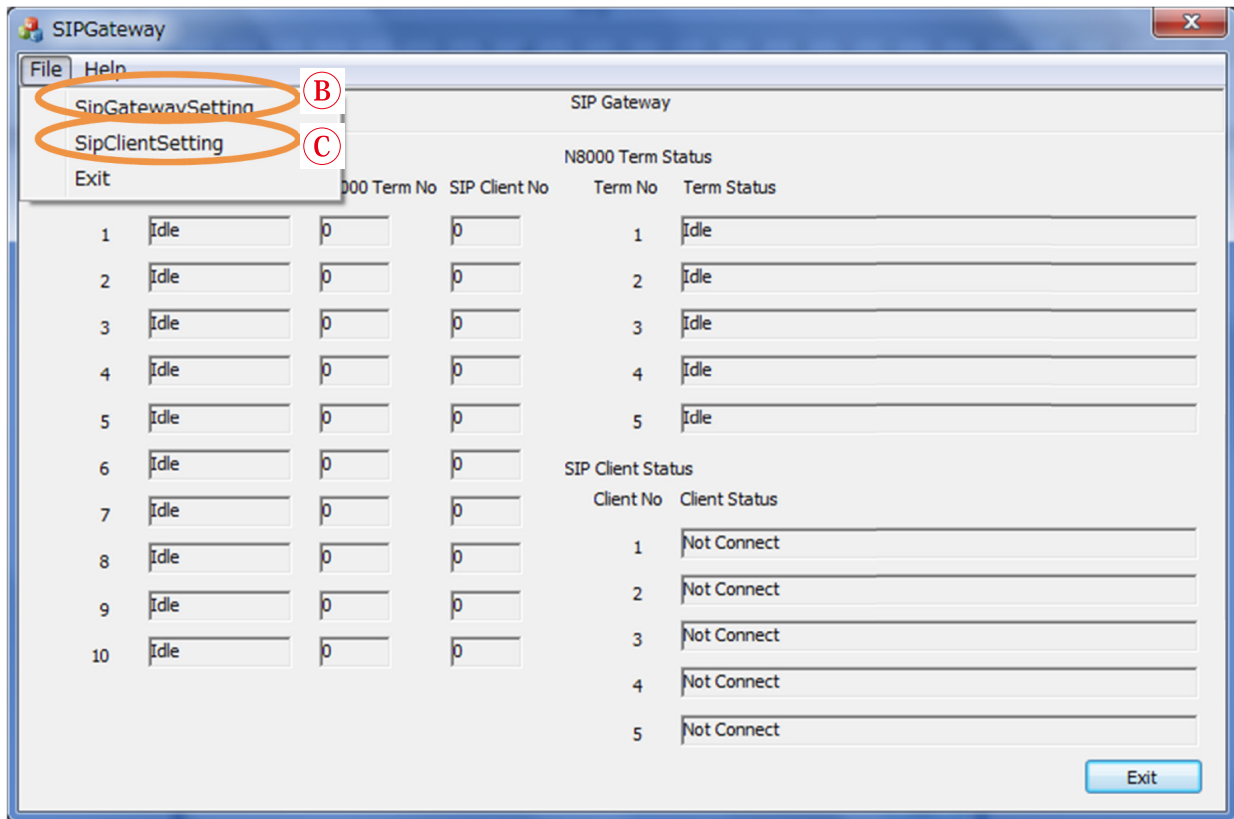 SIPGateway
File Help
SipGatewaySetting Ⓑ
SipClientSetting Ⓒ
Exit
SIP Gateway
N8000 Term Status
000 Term No SIP Client No Term No Term Status
1 Idle 0 0 1 Idle
2 Idle 0 0 2 Idle
3 Idle 0 0 3 Idle
4 Idle 0 0 4 Idle
5 Idle 0 0 5 Idle
6 Idle 0 0 SIP Client Status
Client No Client Status
7 Idle 0 0 1 Not Connect
8 Idle 0 0 2 Not Connect
9 Idle 0 0 3 Not Connect
10 Idle 0 0 4 Not Connect
5 Not Connect
Exit